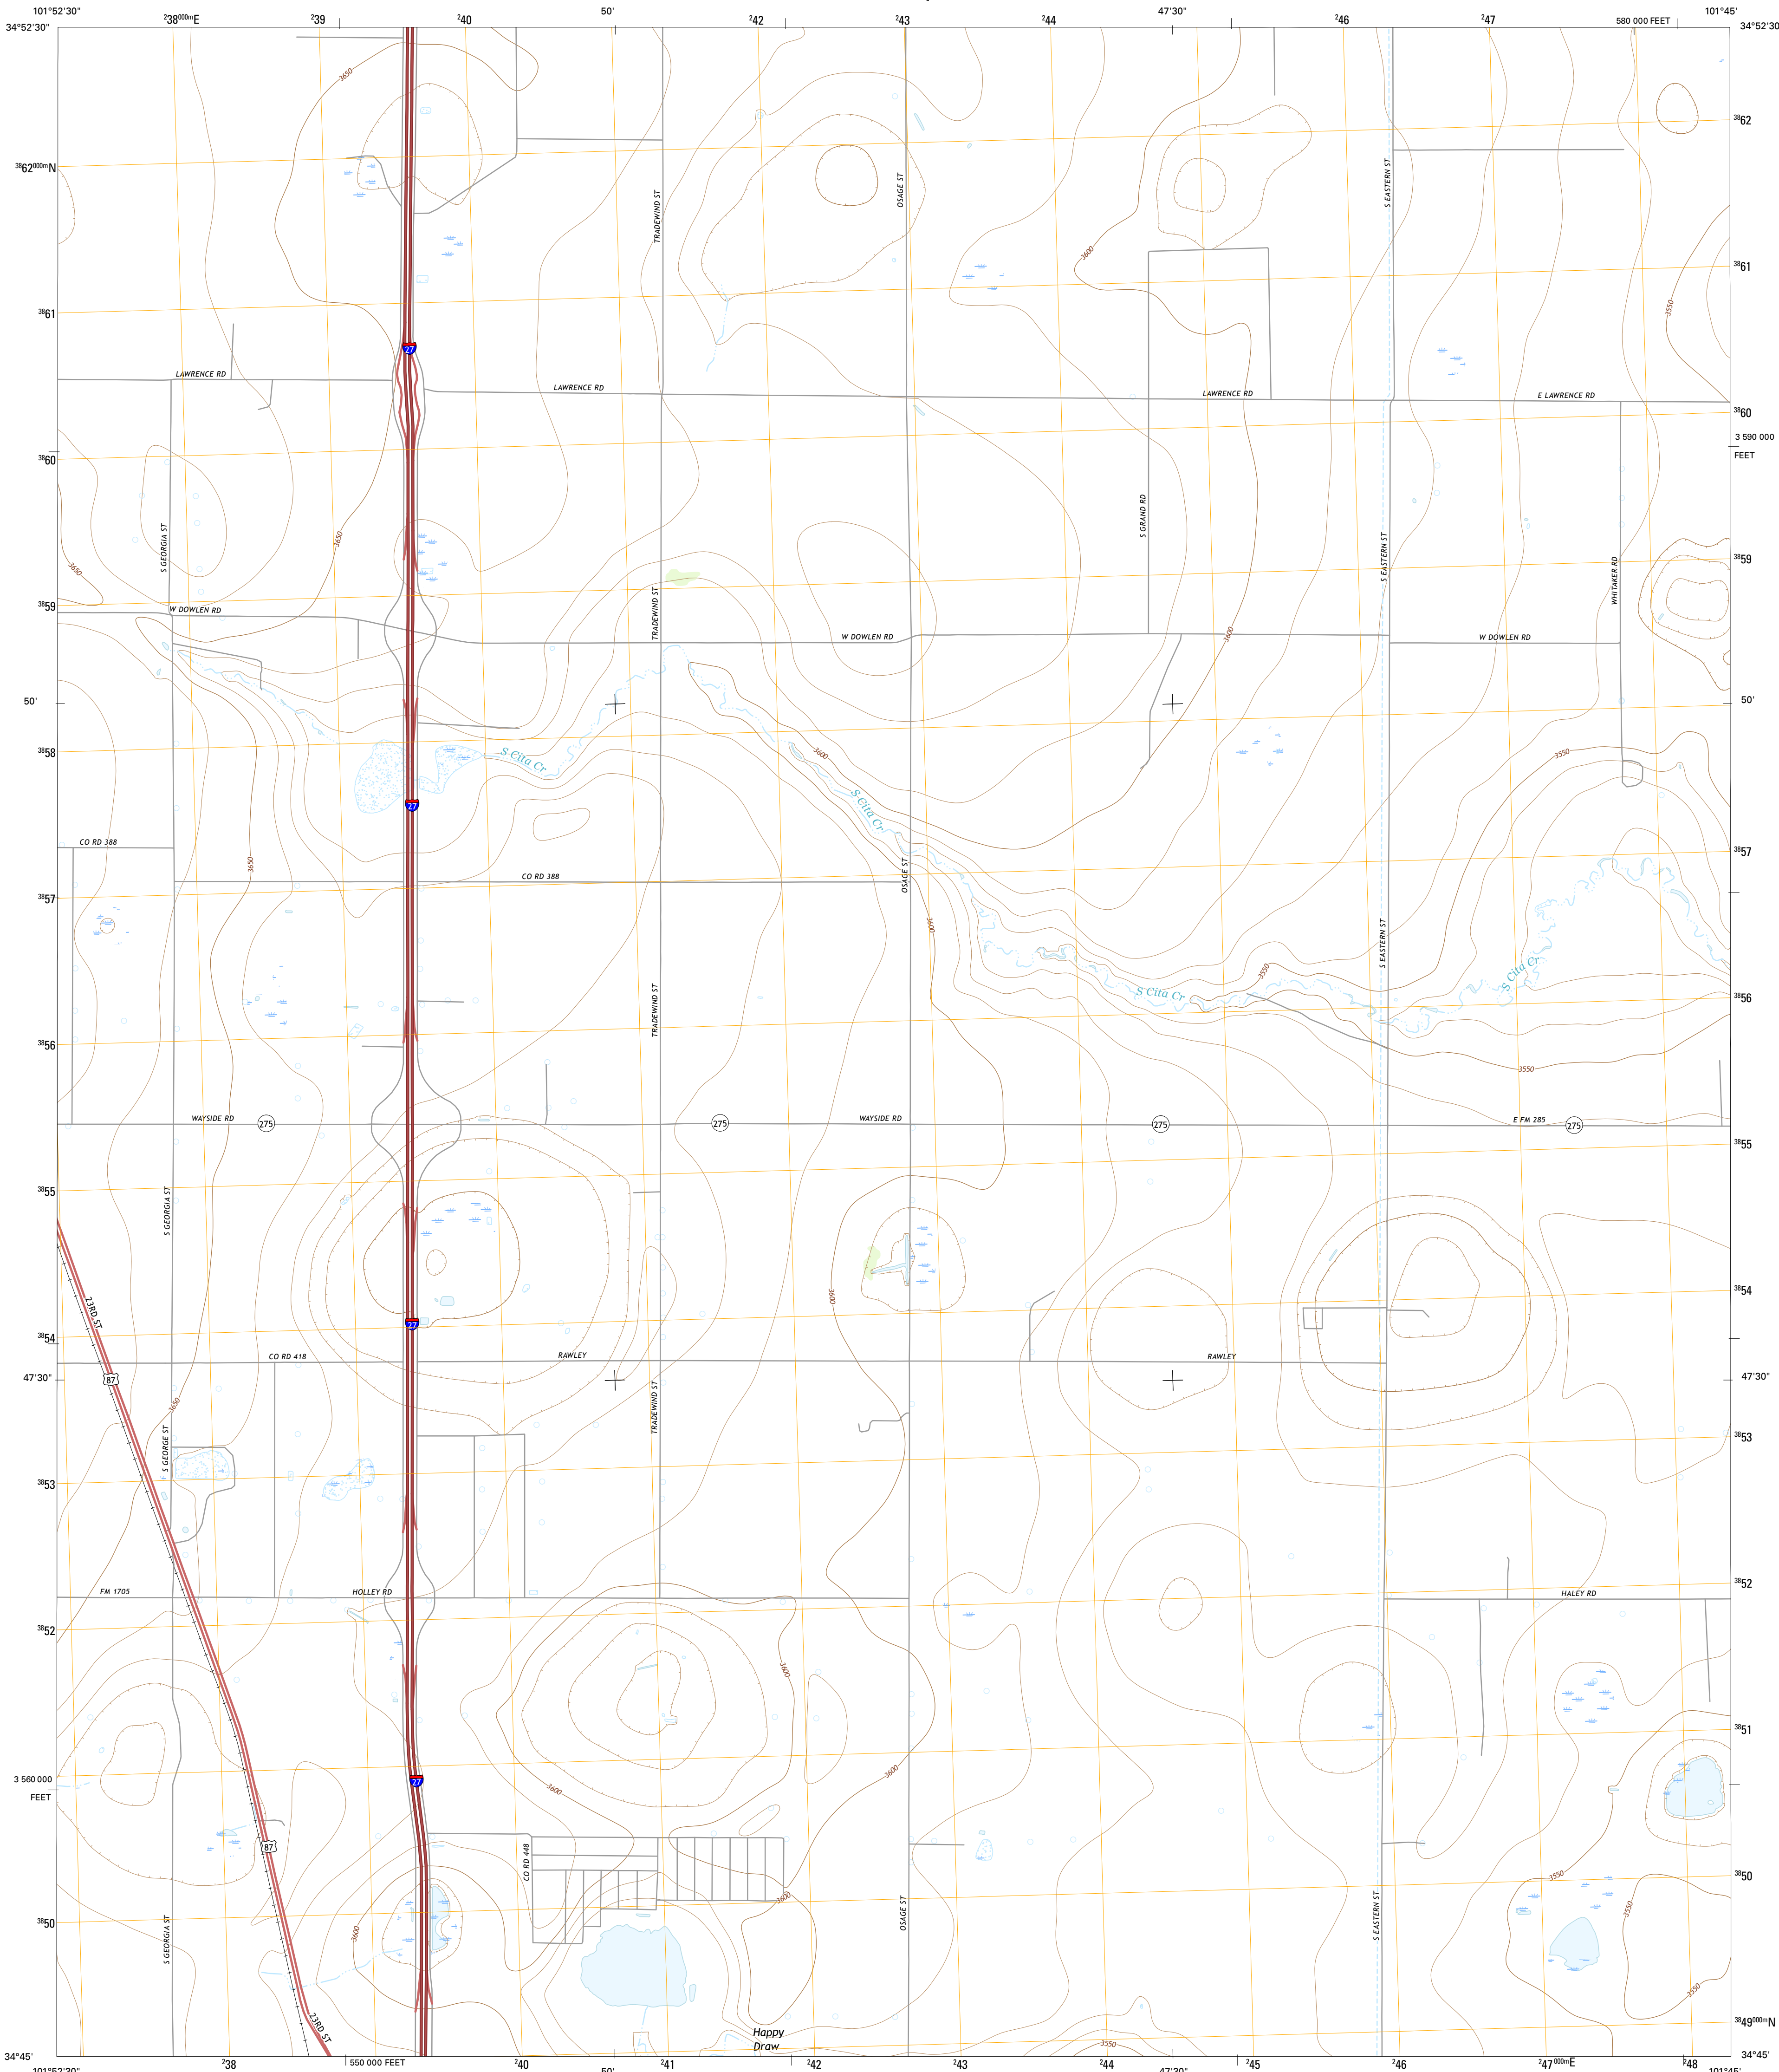 101°52'30" ²38⁰⁰⁰ᵐE ²39 ²40 50' ²42 ²43 ²44 47'30" ²46 ²47 580 000 FEET 101°45'
34°52'30" 34°52'30"
3650
³⁸62
³⁸62⁰⁰⁰ᵐN
TRADEWIND ST
OSAGE ST
S EASTERN ST
3600
³⁸61
3550
³⁸61
27
LAWRENCE RD
LAWRENCE RD
LAWRENCE RD
E LAWRENCE RD
³⁸60
3 590 000
FEET
³⁸60
S GEORGIA ST
3650
S GRAND RD
S EASTERN ST
WHITAKER RD
³⁸59
3650
³⁸59
W DOWLEN RD
TRADEWIND ST
W DOWLEN RD
3600
W DOWLEN RD
50' 50'
³⁸58
S Cita Cr
3600
3550
³⁸58
27
S Cita Cr
CO RD 388
3650
CO RD 388
OSAGE ST
³⁸57
³⁸57
3600
S EASTERN ST
3550
S Cita Cr
S Cita Cr
³⁸56
TRADEWIND ST
³⁸56
3550
WAYSIDE RD
275
275
WAYSIDE RD
275
E FM 285
275
³⁸55
³⁸55
S GEORGIA ST
3600
³⁸54
23RD ST
27
³⁸54
CO RD 418
RAWLEY
RAWLEY
47'30" 47'30"
87
3650
TRADEWIND ST
S GEORGE ST
³⁸53
³⁸53
FM 1705
HOLLEY RD
HALEY RD
³⁸52
³⁸52
3600
³⁸51
3 560 000
FEET
27
3600
3600
87
CO RD 448
3550
³⁸50
3600
3600
OSAGE ST
S EASTERN ST
3550
³⁸50
S GEORGIA ST
3550
23RD ST
Happy
Draw
3550
³⁸49⁰⁰⁰ᵐN
34°45' 34°45'
101°52'30" ²38 550 000 FEET ²40 50' ²41 ²42 ²43 ²44 47'30" ²45 ²46 ²47⁰⁰⁰ᵐE ²48 101°45'